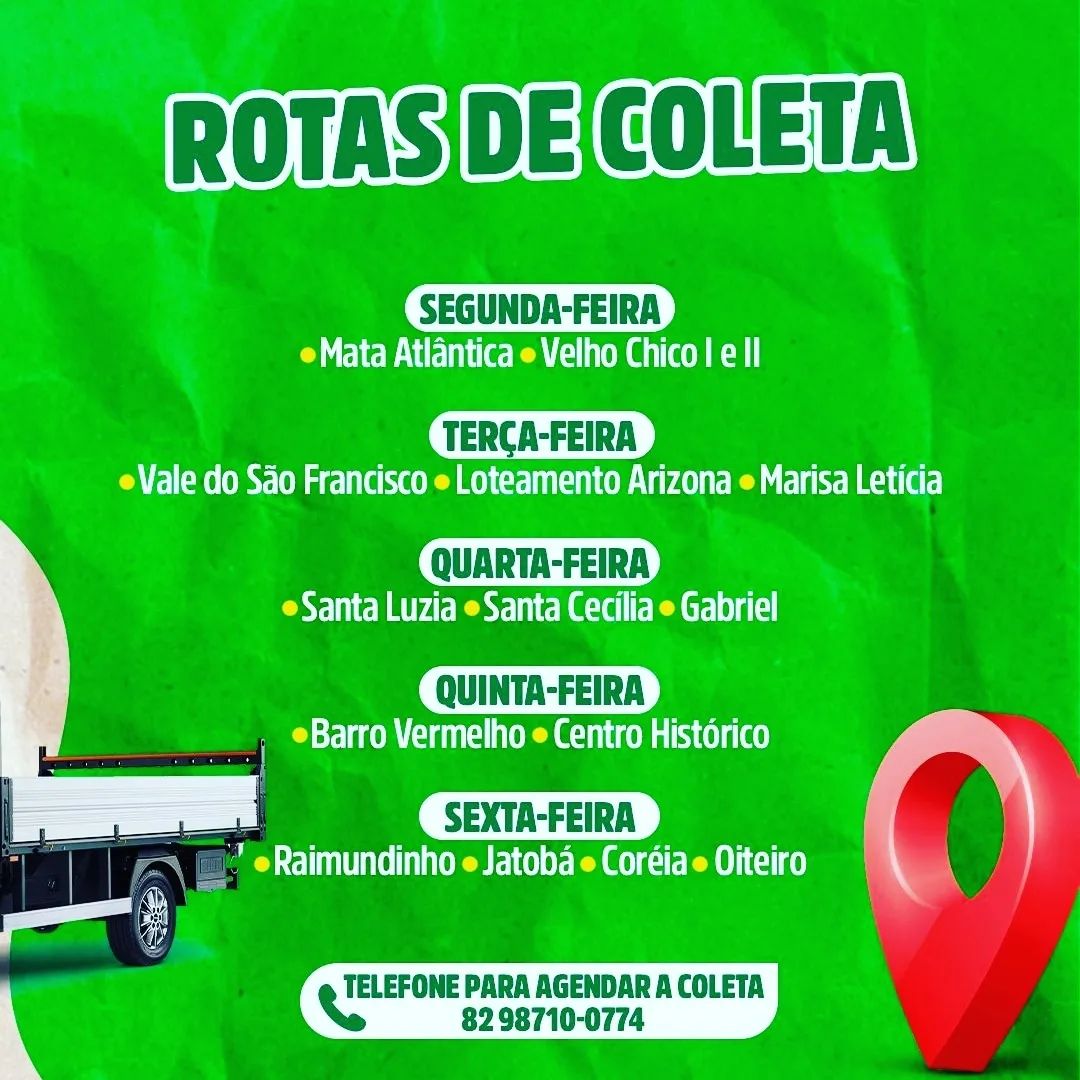 ROTAS DE COLETA
SEGUNDA-FEIRA
•Mata Atlântica •Velho Chico I e II
TERÇA-FEIRA
•Vale do São Francisco •Loteamento Arizona •Marisa Letícia
QUARTA-FEIRA
•Santa Luzia •Santa Cecília •Gabriel
QUINTA-FEIRA
•Barro Vermelho •Centro Histórico
SEXTA-FEIRA
•Raimundinho •Jatobá •Coréia •Oiteiro
TELEFONE PARA AGENDAR A COLETA
82 98710-0774